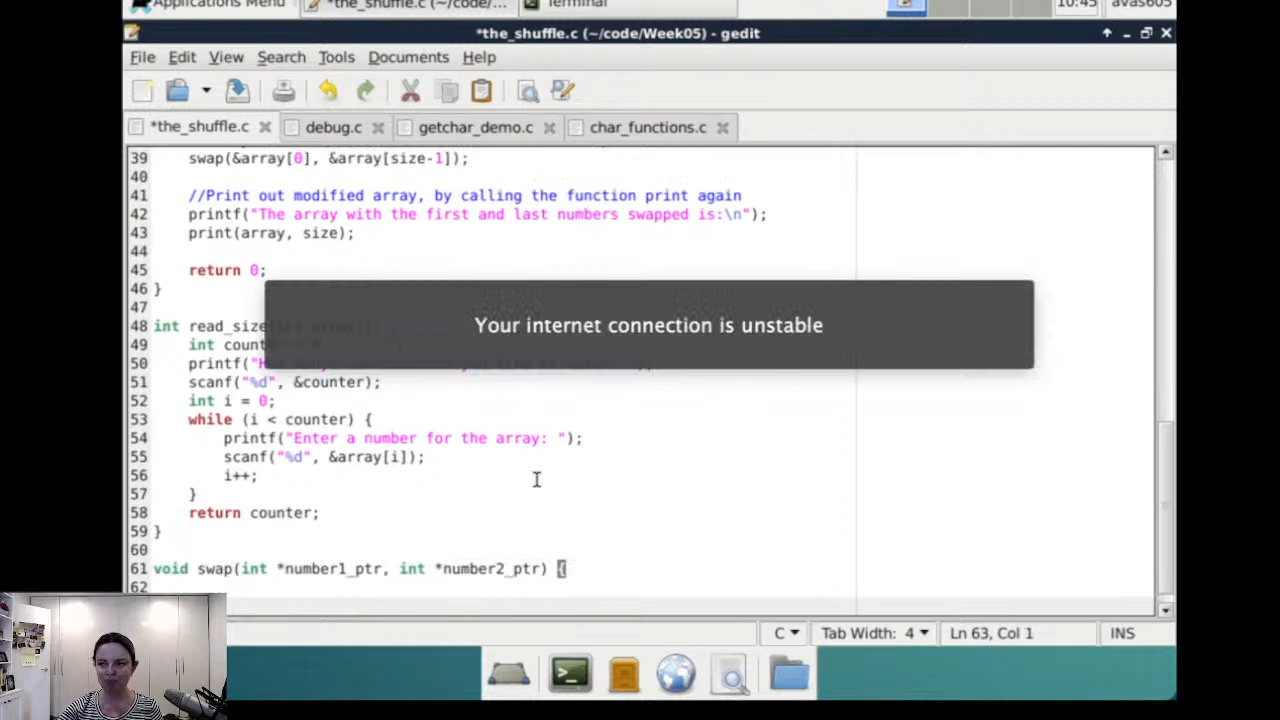 Applications Menu
*the_shuffle.c (~/code/...
Terminal
10:45
avas605
*the_shuffle.c (~/code/Week05) - gedit
File Edit View Search Tools Documents Help
*the_shuffle.c
debug.c
getchar_demo.c
char_functions.c
39 swap(&array[0], &array[size-1]);
40
41 //Print out modified array, by calling the function print again
42 printf("The array with the first and last numbers swapped is:\n");
43 print(array, size);
44
45 return 0;
46 }
47
48 int read_size
49 int count
50 printf("H
Your internet connection is unstable
51 scanf("%d", &counter);
52 int i = 0;
53 while (i < counter) {
54 printf("Enter a number for the array: ");
55 scanf("%d", &array[i]);
56 i++;
57 }
58 return counter;
59 }
60
61 void swap(int *number1_ptr, int *number2_ptr) {
62
C Tab Width: 4 Ln 63, Col 1 INS